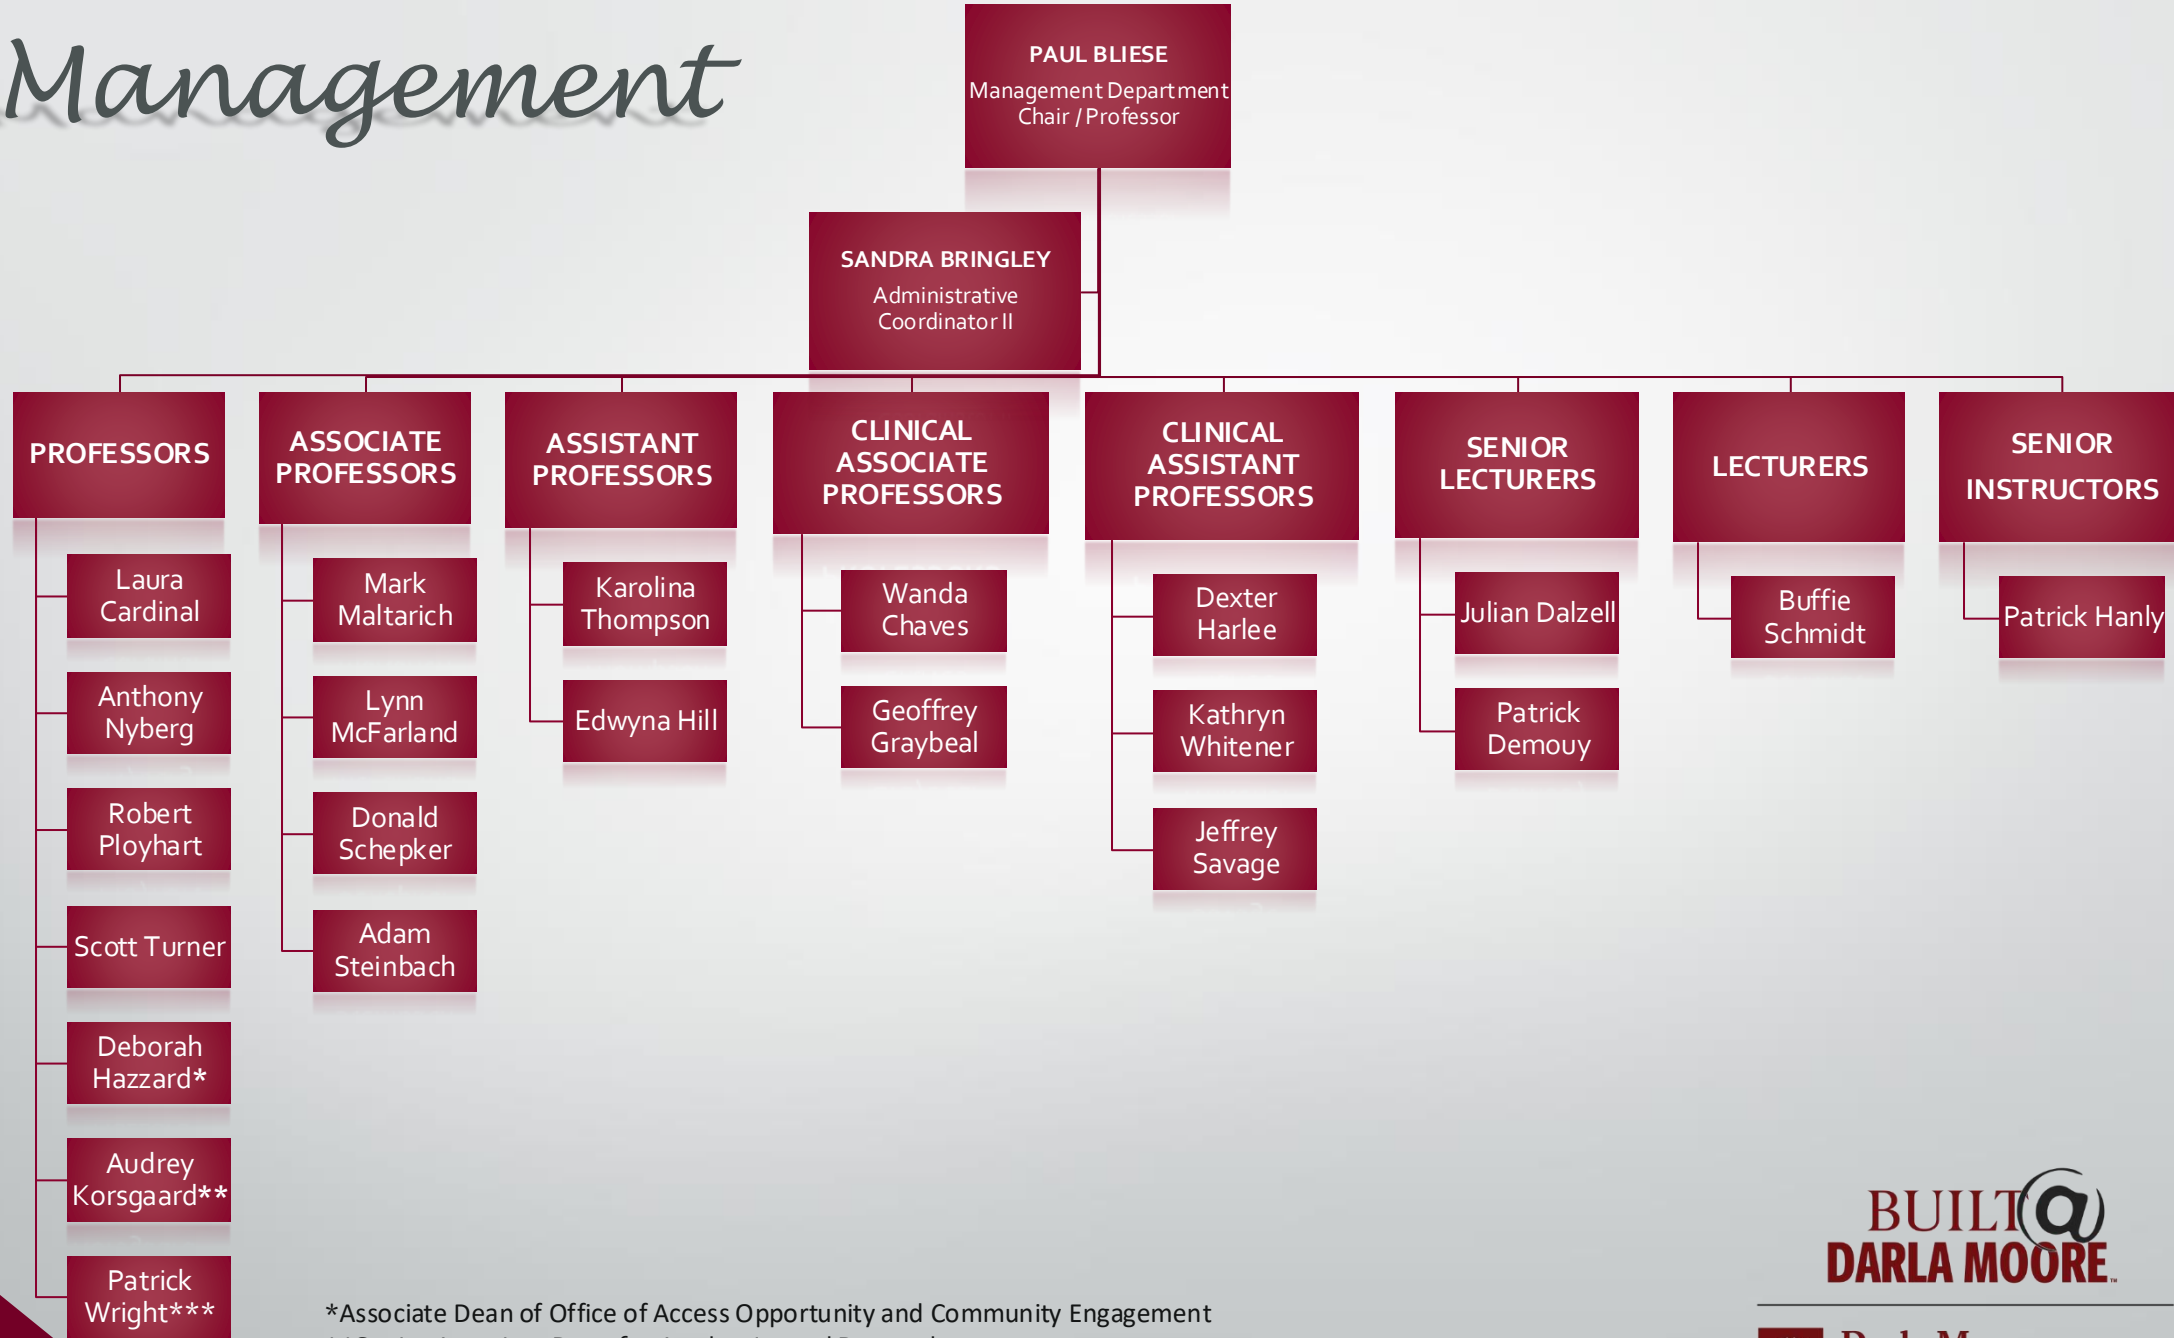 Management
PAUL BLIESE
Management Department
Chair / Professor
SANDRA BRINGLEY
Administrative
Coordinator II
PROFESSORS
Laura
Cardinal
Anthony
Nyberg
Robert
Ployhart
Scott Turner
Deborah
Hazzard*
Audrey
Korsgaard**
Patrick
Wright***
ASSOCIATE
PROFESSORS
Mark
Maltarich
Lynn
McFarland
Donald
Schepker
Adam
Steinbach
ASSISTANT
PROFESSORS
Karolina
Thompson
Edwyna Hill
CLINICAL
ASSOCIATE
PROFESSORS
Wanda
Chaves
Geoffrey
Graybeal
CLINICAL
ASSISTANT
PROFESSORS
Dexter
Harlee
Kathryn
Whitener
Jeffrey
Savage
SENIOR
LECTURERS
Julian Dalzell
Patrick
Demouy
LECTURERS
Buffie
Schmidt
SENIOR
INSTRUCTORS
Patrick Hanly
*Associate Dean of Office of Access Opportunity and Community Engagement
BUILT@
DARLA MOORE™